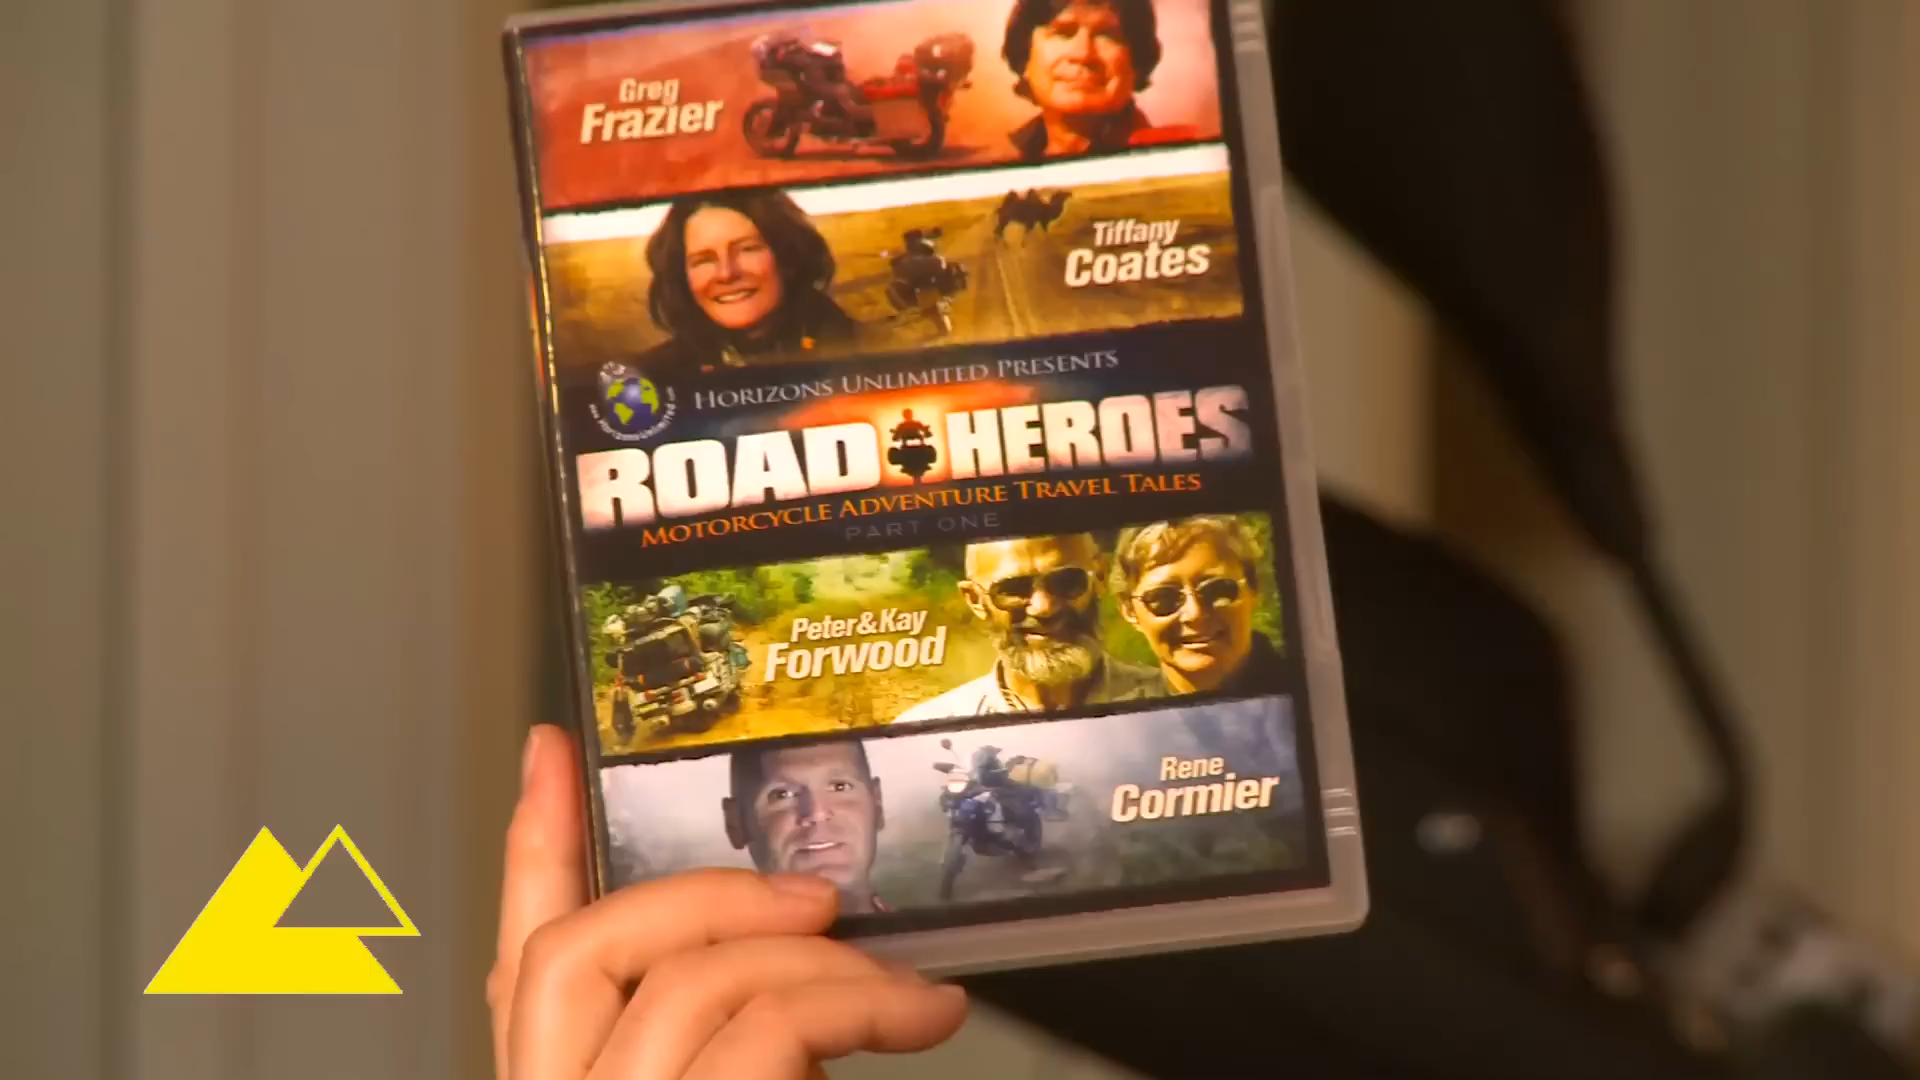 Greg
Frazier
Tiffany
Coates
HORIZONS UNLIMITED PRESENTS
ROAD HEROES
MOTORCYCLE ADVENTURE TRAVEL TALES
PART ONE
Peter&Kay
Forwood
Rene
Cormier